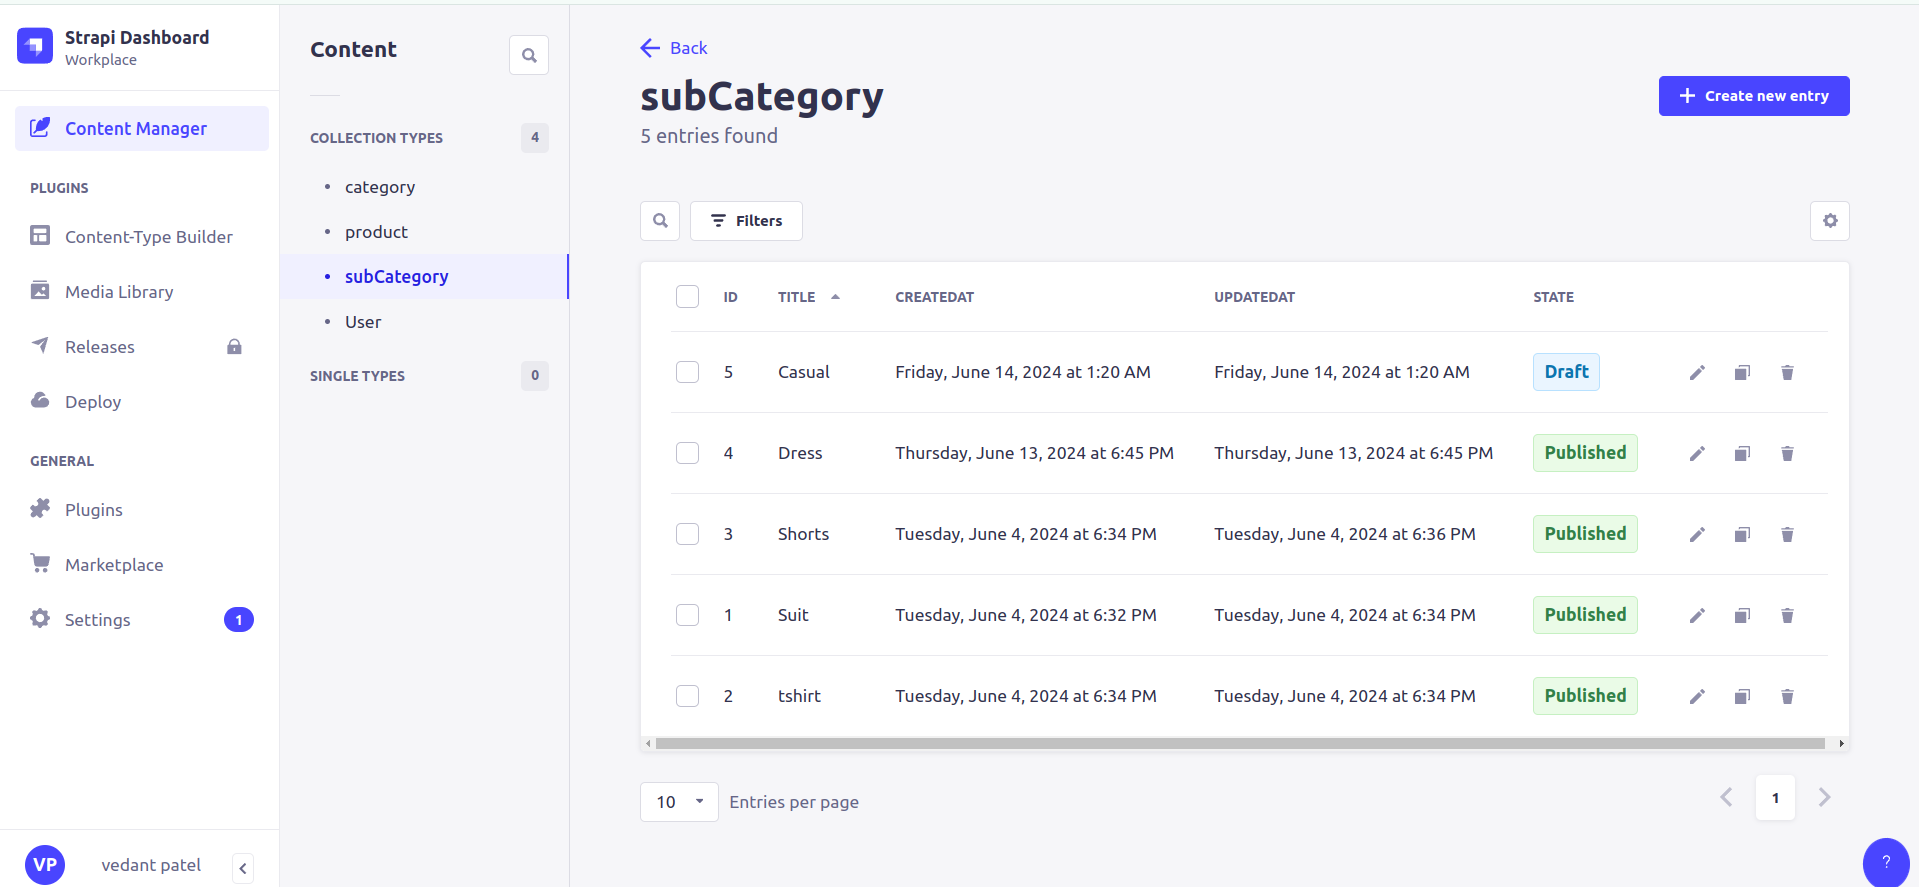 Strapi Dashboard
Workplace
Content Manager
PLUGINS
Content-Type Builder
Media Library
Releases
Deploy
GENERAL
Plugins
Marketplace
Settings 1
VP vedant patel
Content
COLLECTION TYPES 4
category
product
subCategory
User
SINGLE TYPES 0
Back
subCategory
5 entries found
Create new entry
Filters
ID TITLE CREATEDAT UPDATEDAT STATE
5 Casual Friday, June 14, 2024 at 1:20 AM Friday, June 14, 2024 at 1:20 AM Draft
4 Dress Thursday, June 13, 2024 at 6:45 PM Thursday, June 13, 2024 at 6:45 PM Published
3 Shorts Tuesday, June 4, 2024 at 6:34 PM Tuesday, June 4, 2024 at 6:36 PM Published
1 Suit Tuesday, June 4, 2024 at 6:32 PM Tuesday, June 4, 2024 at 6:34 PM Published
2 tshirt Tuesday, June 4, 2024 at 6:34 PM Tuesday, June 4, 2024 at 6:34 PM Published
10 Entries per page 1
?